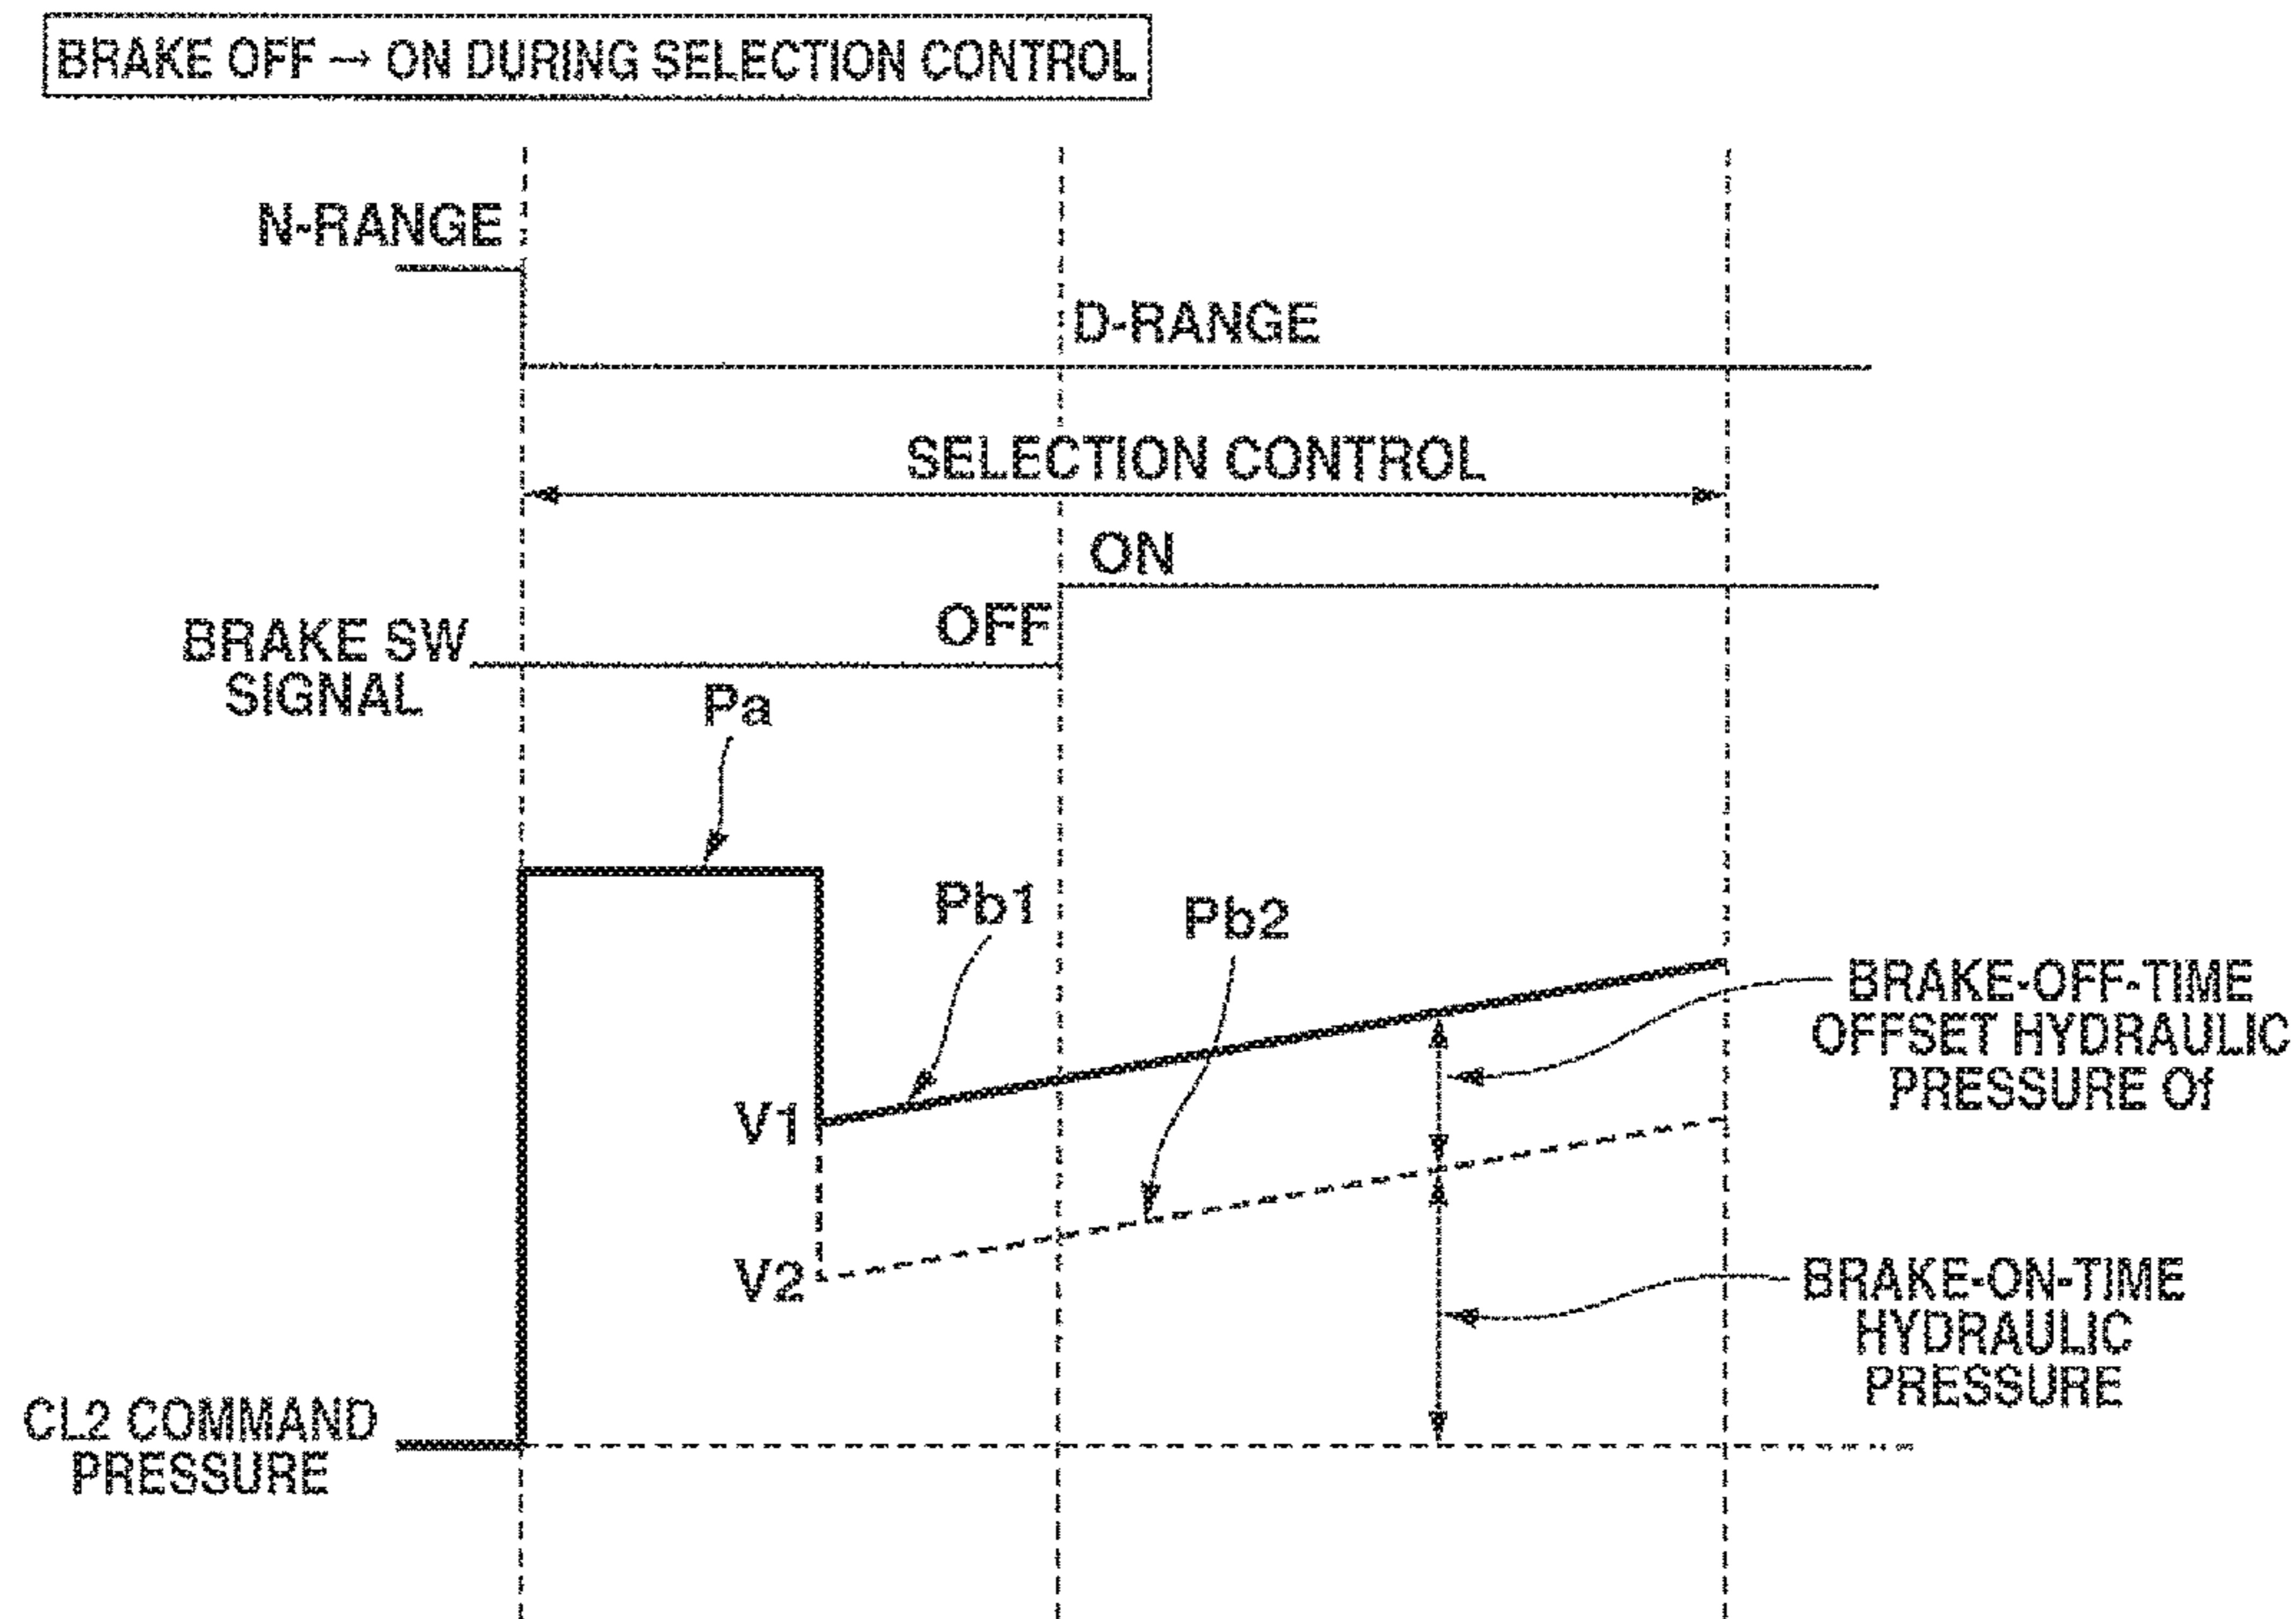 BRAKE OFF → ON DURING SELECTION CONTROL
N-RANGE
D-RANGE
SELECTION CONTROL
ON
OFF
BRAKE SW
SIGNAL
Pa
Pb1
Pb2
BRAKE-OFF-TIME
OFFSET HYDRAULIC
PRESSURE Of
V1
V2
BRAKE-ON-TIME
HYDRAULIC
PRESSURE
CL2 COMMAND
PRESSURE